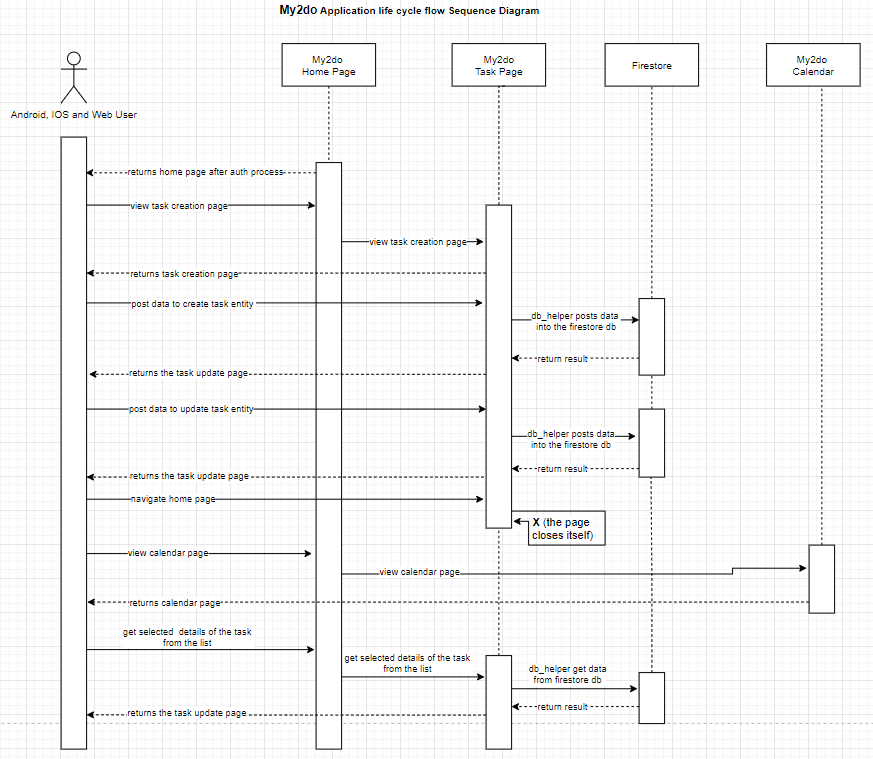 My2do Application life cycle flow Sequence Diagram
My2do
Home Page
My2do
Task Page
Firestore
My2do
Calendar
Android, IOS and Web User
returns home page after auth process
view task creation page
view task creation page
returns task creation page
post data to create task entity
db_helper posts data
into the firestore db
return result
returns the task update page
post data to update task entity
db_helper posts data
into the firestore db
return result
returns the task update page
navigate home page
X (the page
closes itself)
view calendar page
view calendar page
returns calendar page
get selected details of the task
from the list
get selected details of the task
from the list
db_helper get data
from firestore db
return result
returns the task update page